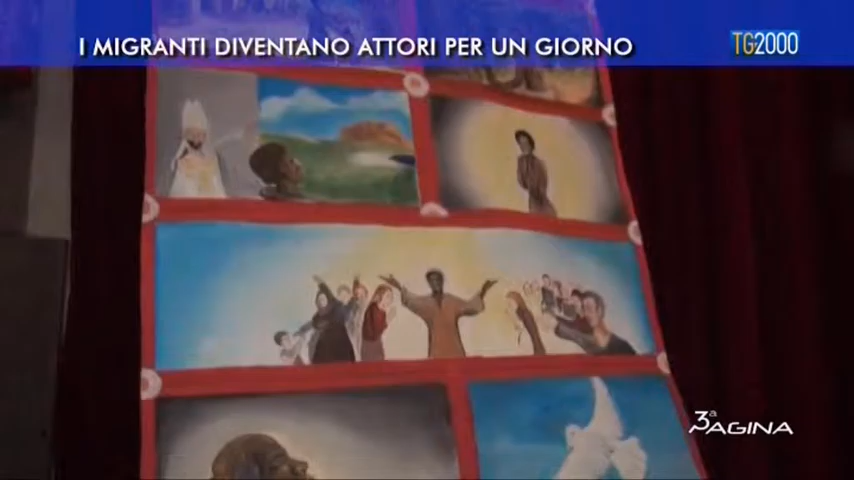 I MIGRANTI DIVENTANO ATTORI PER UN GIORNO
TG2000
3ª PAGINA